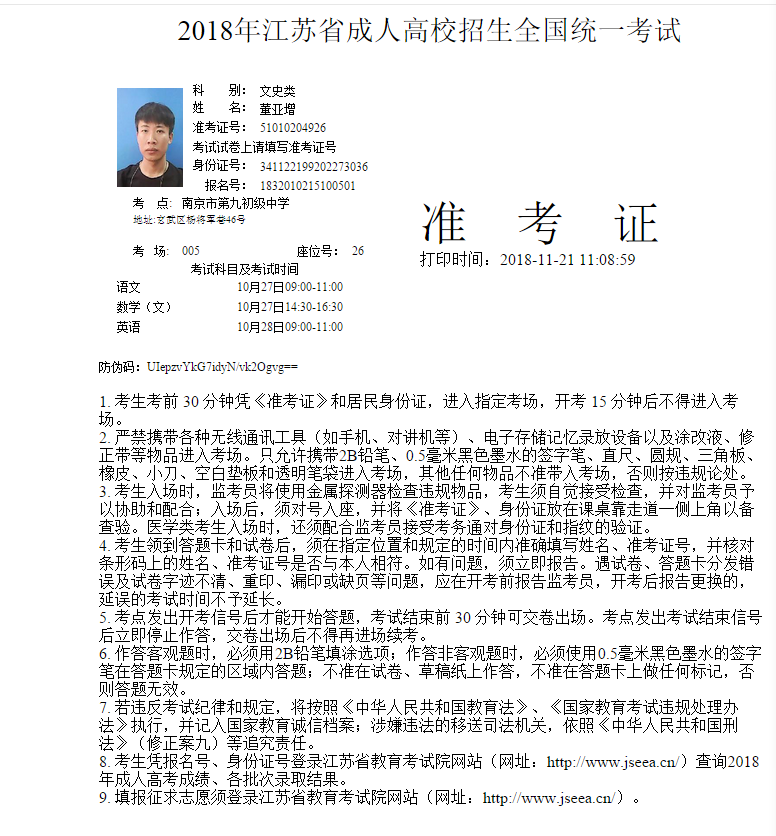 2018年江苏省成人高校招生全国统一考试
科 别： 文史类
姓 名： 董亚增
准考证号： 51010204926
考试试卷上请填写准考证号
身份证号： 341122199202273036
报名号： 1832010215100501
考 点: 南京市第九初级中学
地址:玄武区杨将军巷46号
准 考 证
打印时间：2018-11-21 11:08:59
考 场: 005 座位号： 26
考试科目及考试时间
语文 10月27日09:00-11:00
数学（文） 10月27日14:30-16:30
英语 10月28日09:00-11:00
防伪码：UIepzvYkG7idyN/vk2Ogvg==
1. 考生考前 30 分钟凭《准考证》和居民身份证，进入指定考场，开考 15 分钟后不得进入考
场。
2. 严禁携带各种无线通讯工具（如手机、对讲机等）、电子存储记忆录放设备以及涂改液、修
正带等物品进入考场。只允许携带2B铅笔、0.5毫米黑色墨水的签字笔、直尺、圆规、三角板、
橡皮、小刀、空白垫板和透明笔袋进入考场，其他任何物品不准带入考场，否则按违规论处。
3. 考生入场时，监考员将使用金属探测器检查违规物品，考生须自觉接受检查，并对监考员予
以协助和配合；入场后，须对号入座，并将《准考证》、身份证放在课桌靠走道一侧上角以备
查验。医学类考生入场时，还须配合监考员接受考务通对身份证和指纹的验证。
4. 考生领到答题卡和试卷后，须在指定位置和规定的时间内准确填写姓名、准考证号，并核对
条形码上的姓名、准考证号是否与本人相符。如有问题，须立即报告。遇试卷、答题卡分发错
误及试卷字迹不清、重印、漏印或缺页等问题，应在开考前报告监考员，开考后报告更换的，
延误的考试时间不予延长。
5. 考点发出开考信号后才能开始答题，考试结束前 30 分钟可交卷出场。考点发出考试结束信号
后立即停止作答，交卷出场后不得再进场续考。
6. 作答客观题时，必须用2B铅笔填涂选项；作答非客观题时，必须使用0.5毫米黑色墨水的签字
笔在答题卡规定的区域内答题；不准在试卷、草稿纸上作答，不准在答题卡上做任何标记，否
则答题无效。
7. 若违反考试纪律和规定，将按照《中华人民共和国教育法》、《国家教育考试违规处理办
法》执行，并记入国家教育诚信档案；涉嫌违法的移送司法机关，依照《中华人民共和国刑
法》（修正案九）等追究责任。
8. 考生凭报名号、身份证号登录江苏省教育考试院网站（网址：http://www.jseea.cn/）查询2018
年成人高考成绩、各批次录取结果。
9. 填报征求志愿须登录江苏省教育考试院网站（网址：http://www.jseea.cn/）。